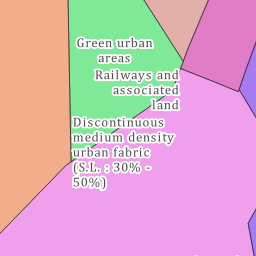 Green urban
areas
Railways and
associated
land
Discontinuous
medium density
urban fabric
(S.L. : 30% -
50%)